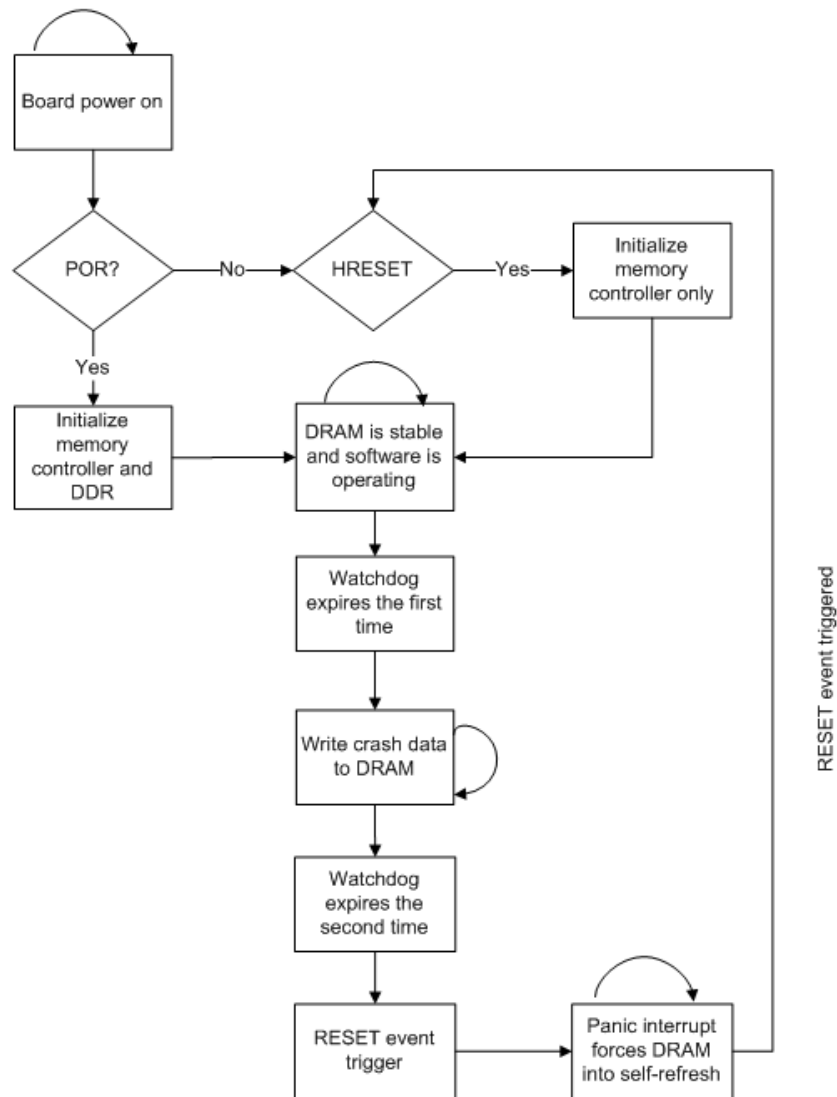 Board power on
POR?
No
HRESET
Yes
Initialize
memory
controller only
Yes
Initialize
memory
controller and
DDR
DRAM is stable
and software is
operating
Watchdog
expires the first
time
Write crash data
to DRAM
Watchdog
expires the
second time
RESET event
trigger
Panic interrupt
forces DRAM
into self-refresh
RESET event triggered